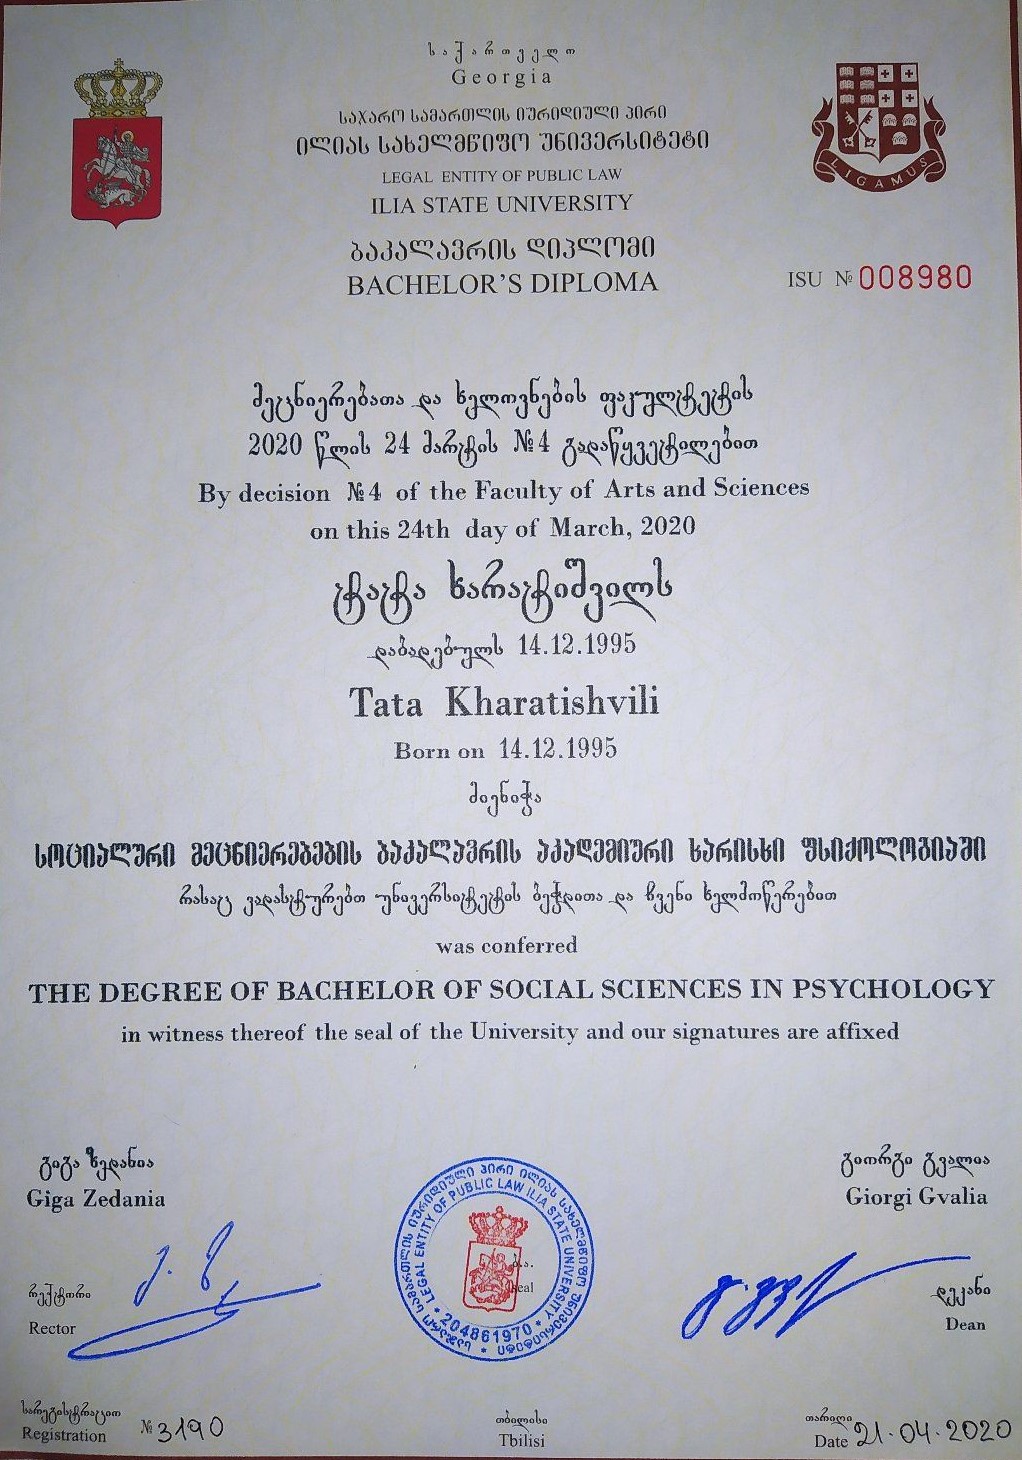 საქართველო
Georgia
ᲡᲐᲯᲐᲠᲝ ᲡᲐᲛᲐᲠᲗᲚᲘᲡ ᲘᲣᲠᲘᲓᲘᲣᲚᲘ ᲞᲘᲠᲘ
ᲘᲚᲘᲐᲡ ᲡᲐᲮᲔᲚᲛᲬᲘᲤᲝ ᲣᲜᲘᲕᲔᲠᲡᲘᲢᲔᲢᲘ
LEGAL ENTITY OF PUBLIC LAW
ILIA STATE UNIVERSITY
ᲑᲐᲙᲐᲚᲐᲕᲠᲘᲡ ᲓᲘᲞᲚᲝᲛᲘ
BACHELOR'S DIPLOMA
LIGAMUS
ISU № 008980
მეცნიერებათა და ხელოვნების ფაკულტეტის
2020 წლის 24 მარტის №4 გადაწყვეტილებით
By decision №4 of the Faculty of Arts and Sciences
on this 24th day of March, 2020
ტატა ხარატიშვილს
დაბადებულს 14.12.1995
Tata Kharatishvili
Born on 14.12.1995
მიენიჭა
ᲡᲝᲪᲘᲐᲚᲣᲠᲘ ᲛᲔᲪᲜᲘᲔᲠᲔᲑᲔᲑᲘᲡ ᲑᲐᲙᲐᲚᲐᲕᲠᲘᲡ ᲐᲙᲐᲓᲔᲛᲘᲣᲠᲘ ᲮᲐᲠᲘᲡᲮᲘ ᲤᲡᲘᲥᲝᲚᲝᲒᲘᲐᲨᲘ
რასაც ვადასტურებთ უნივერსიტეტის ბეჭდითა და ჩვენი ხელმოწერებით
was conferred
THE DEGREE OF BACHELOR OF SOCIAL SCIENCES IN PSYCHOLOGY
in witness thereof the seal of the University and our signatures are affixed
გიგა ზედანია
Giga Zedania
გიორგი გვალია
Giorgi Gvalia
რექტორი
Rector
დეკანი
Dean
ბ.ა.
Seal
ᲡᲐᲛᲐᲠᲗᲚᲘᲡ ᲘᲣᲠᲘᲓᲘᲣᲚᲘ ᲞᲘᲠᲘ ᲘᲚᲘᲐᲡ ᲡᲐᲮᲔᲚᲛᲬᲘᲤᲝ ᲣᲜᲘᲕᲔᲠᲡᲘᲢᲔᲢᲘ
LEGAL ENTITY OF PUBLIC LAW ILIA STATE UNIVERSITY
* 204861970 *
სარეგისტრაციო
Registration № 3190
თბილისი
Tbilisi
თარიღი
Date 21.04.2020